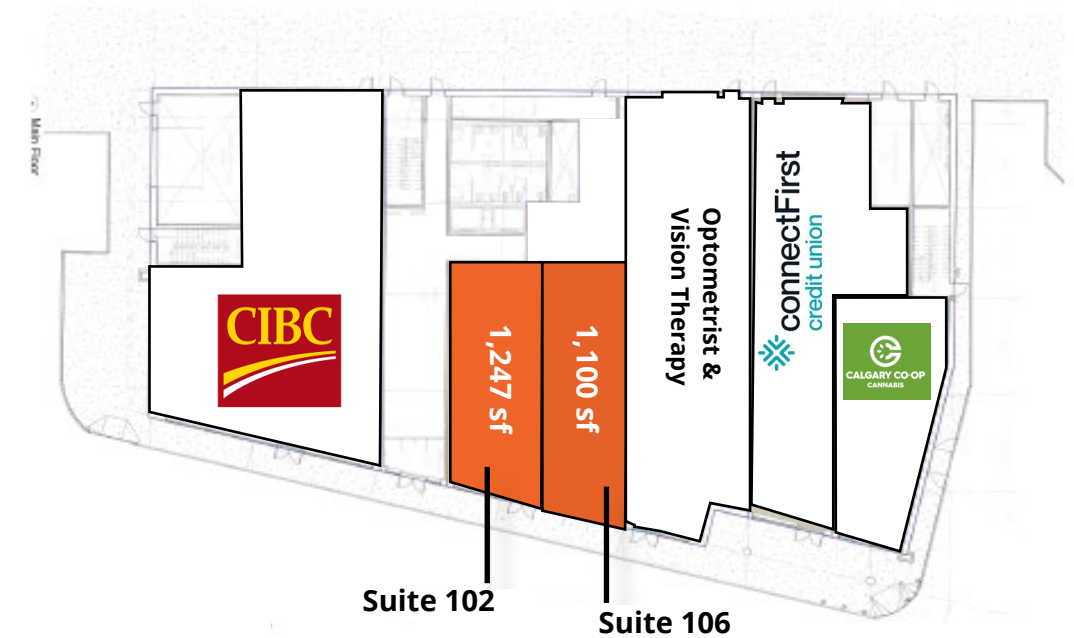 Main Floor
CIBC
1,247 sf
1,100 sf
Optometrist &
Vision Therapy
connectFirst
credit union
CALGARY CO-OP
CANNABIS
Suite 102
Suite 106